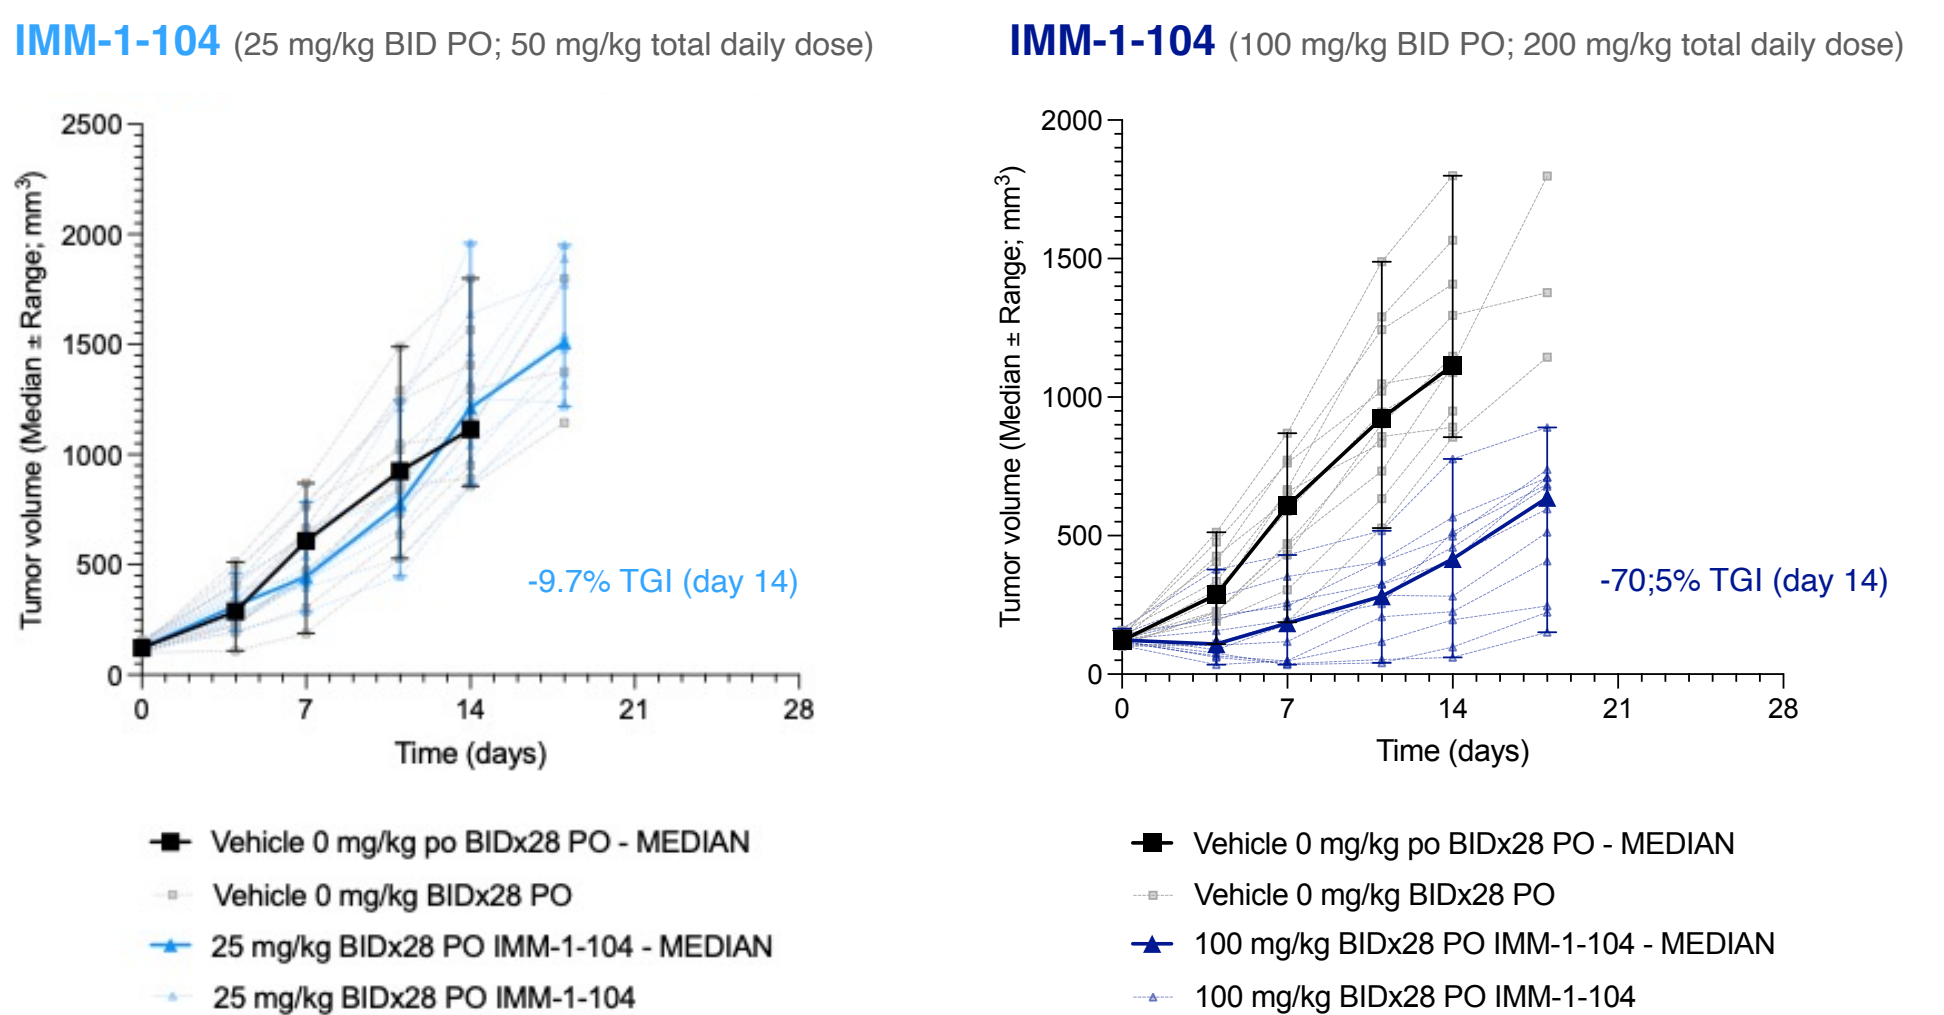 IMM-1-104 (25 mg/kg BID PO; 50 mg/kg total daily dose)
Tumor volume (Median ± Range; mm³)
2500
2000
1500
1000
500
0
-9.7% TGI (day 14)
0 7 14 21 28
Time (days)
Vehicle 0 mg/kg po BIDx28 PO - MEDIAN
Vehicle 0 mg/kg BIDx28 PO
25 mg/kg BIDx28 PO IMM-1-104 - MEDIAN
25 mg/kg BIDx28 PO IMM-1-104
IMM-1-104 (100 mg/kg BID PO; 200 mg/kg total daily dose)
Tumor volume (Median ± Range; mm³)
2000
1500
1000
500
0
-70;5% TGI (day 14)
0 7 14 21 28
Time (days)
Vehicle 0 mg/kg po BIDx28 PO - MEDIAN
Vehicle 0 mg/kg BIDx28 PO
100 mg/kg BIDx28 PO IMM-1-104 - MEDIAN
100 mg/kg BIDx28 PO IMM-1-104